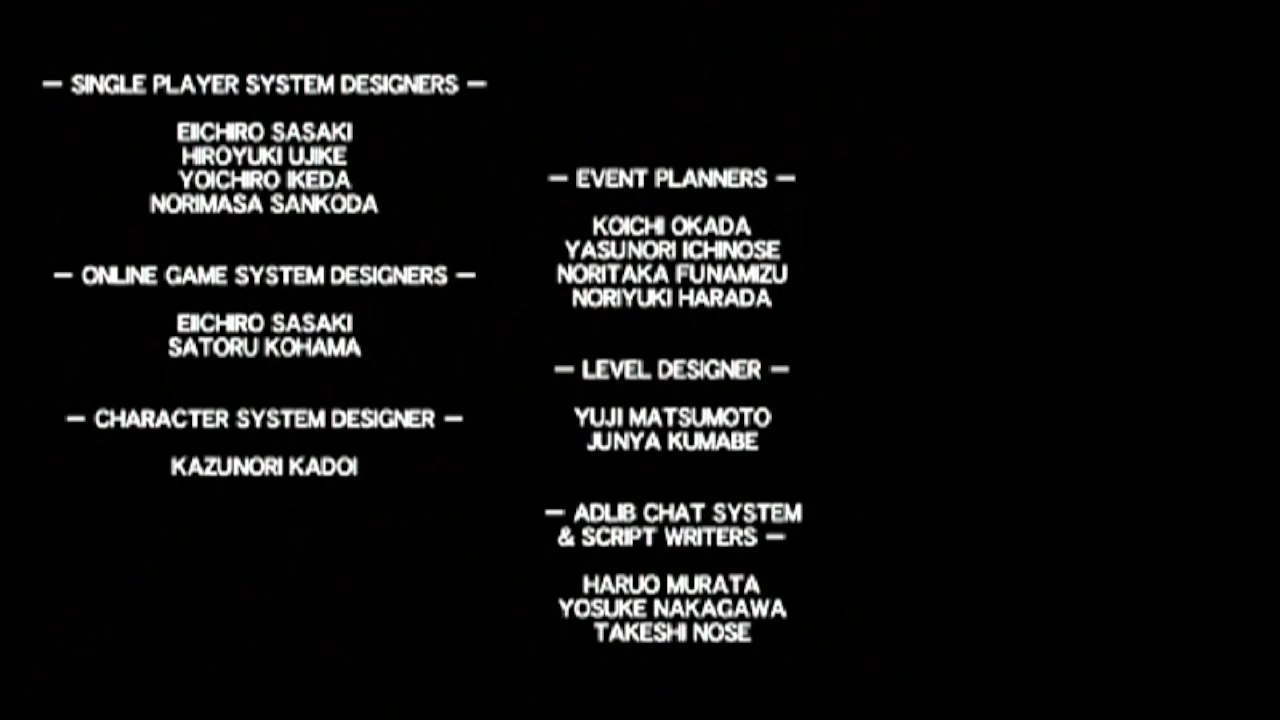 — SINGLE PLAYER SYSTEM DESIGNERS —
EIICHIRO SASAKI
HIROYUKI UJIKE
YOICHIRO IKEDA
NORIMASA SANKODA
— ONLINE GAME SYSTEM DESIGNERS —
EIICHIRO SASAKI
SATORU KOHAMA
— CHARACTER SYSTEM DESIGNER —
KAZUNORI KADOI
— EVENT PLANNERS —
KOICHI OKADA
YASUNORI ICHINOSE
NORITAKA FUNAMIZU
NORIYUKI HARADA
— LEVEL DESIGNER —
YUJI MATSUMOTO
JUNYA KUMABE
— ADLIB CHAT SYSTEM
& SCRIPT WRITERS —
HARUO MURATA
YOSUKE NAKAGAWA
TAKESHI NOSE